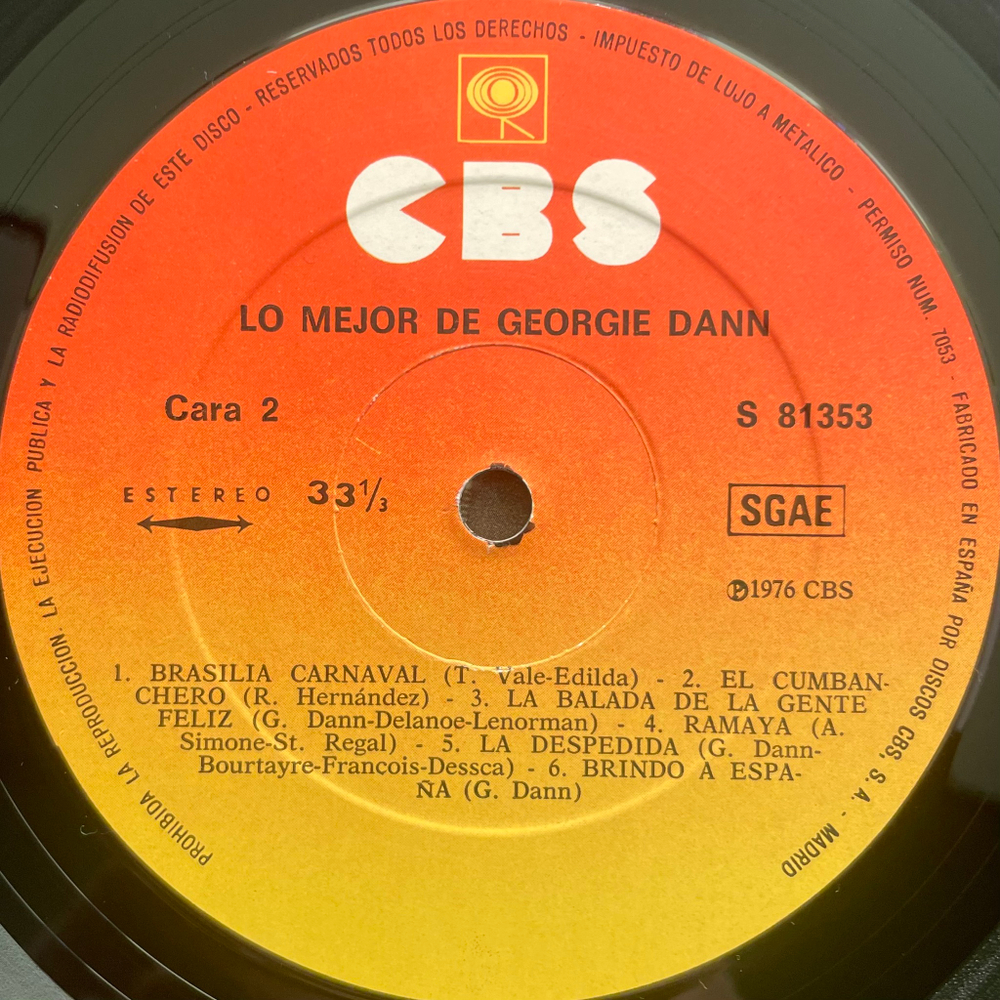 PROHIBIDA LA REPRODUCCION, LA EJECUCION PUBLICA Y LA RADIODIFUSION DE ESTE DISCO - RESERVADOS TODOS LOS DERECHOS - IMPUESTO DE LUJO A METALICO - PERMISO NUM. 7053 - FABRICADO EN ESPAÑA POR DISCOS CBS, S. A. - MADRID
CBS
LO MEJOR DE GEORGIE DANN
Cara 2
S 81353
ESTEREO 33 1/3
SGAE
Ⓟ1976 CBS
1. BRASILIA CARNAVAL (T. Vale-Edilda) - 2. EL CUMBAN-
CHERO (R. Hernández) - 3. LA BALADA DE LA GENTE
FELIZ (G. Dann-Delanoe-Lenorman) - 4. RAMAYA (A.
Simone-St. Regal) - 5. LA DESPEDIDA (G. Dann-
Bourtayre-Francois-Dessca) - 6. BRINDO A ESPA-
ÑA (G. Dann)